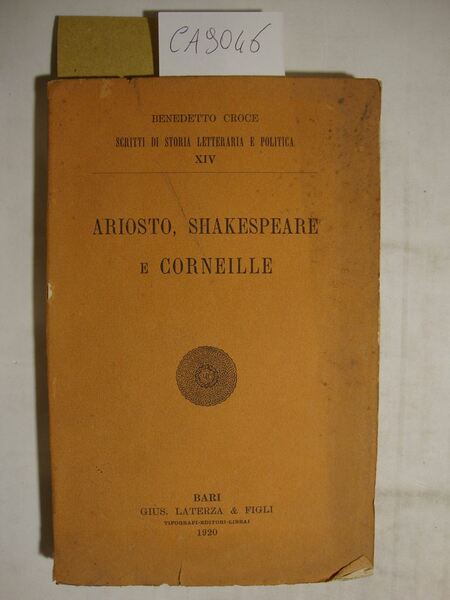 CA9046
BENEDETTO CROCE
SCRITTI DI STORIA LETTERARIA E POLITICA
XIV
ARIOSTO, SHAKESPEARE
E CORNEILLE
BARI
GIUS. LATERZA & FIGLI
TIPOGRAFI-EDITORI-LIBRAI
1920